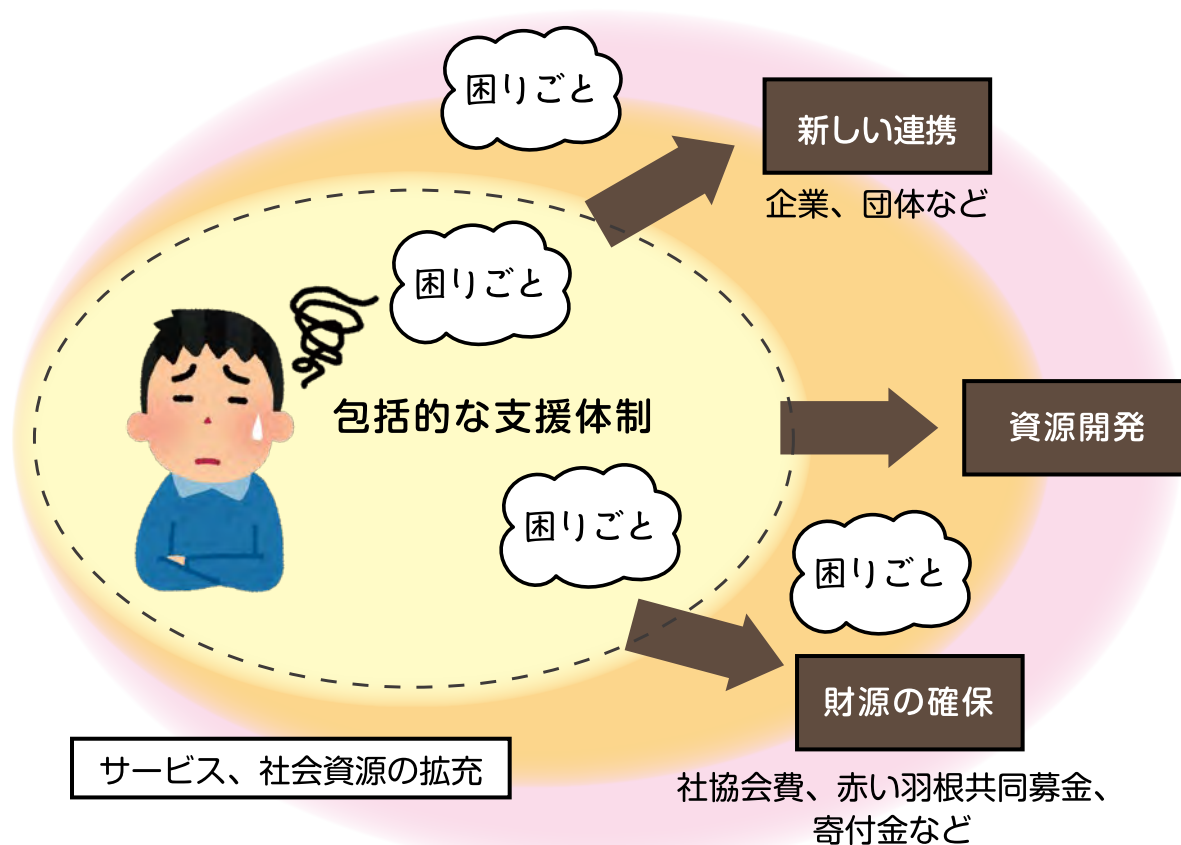 困りごと
新しい連携
企業、団体など
困りごと
包括的な支援体制
資源開発
困りごと
困りごと
財源の確保
サービス、社会資源の拡充
社協会費、赤い羽根共同募金、
寄付金など